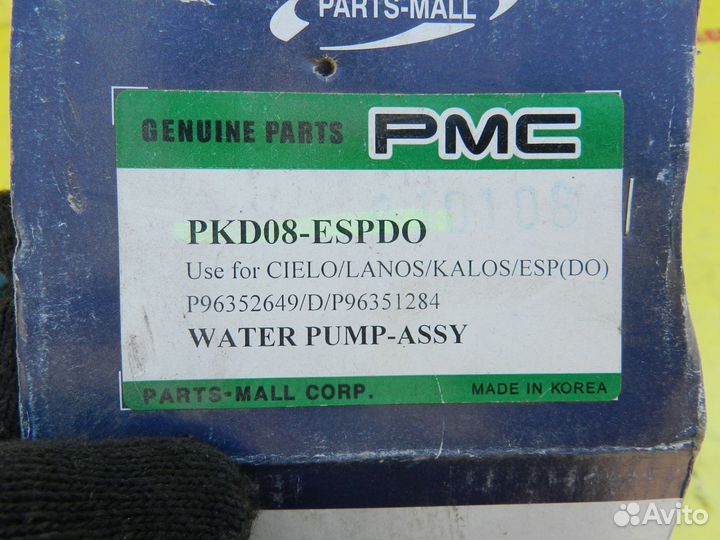 PARTS-MALL
GENUINE PARTS PMC
PKD08-ESPDO
Use for CIELO/LANOS/KALOS/ESP(DO)
P96352649/D/P96351284
WATER PUMP-ASSY
PARTS-MALL CORP. MADE IN KOREA
Avito